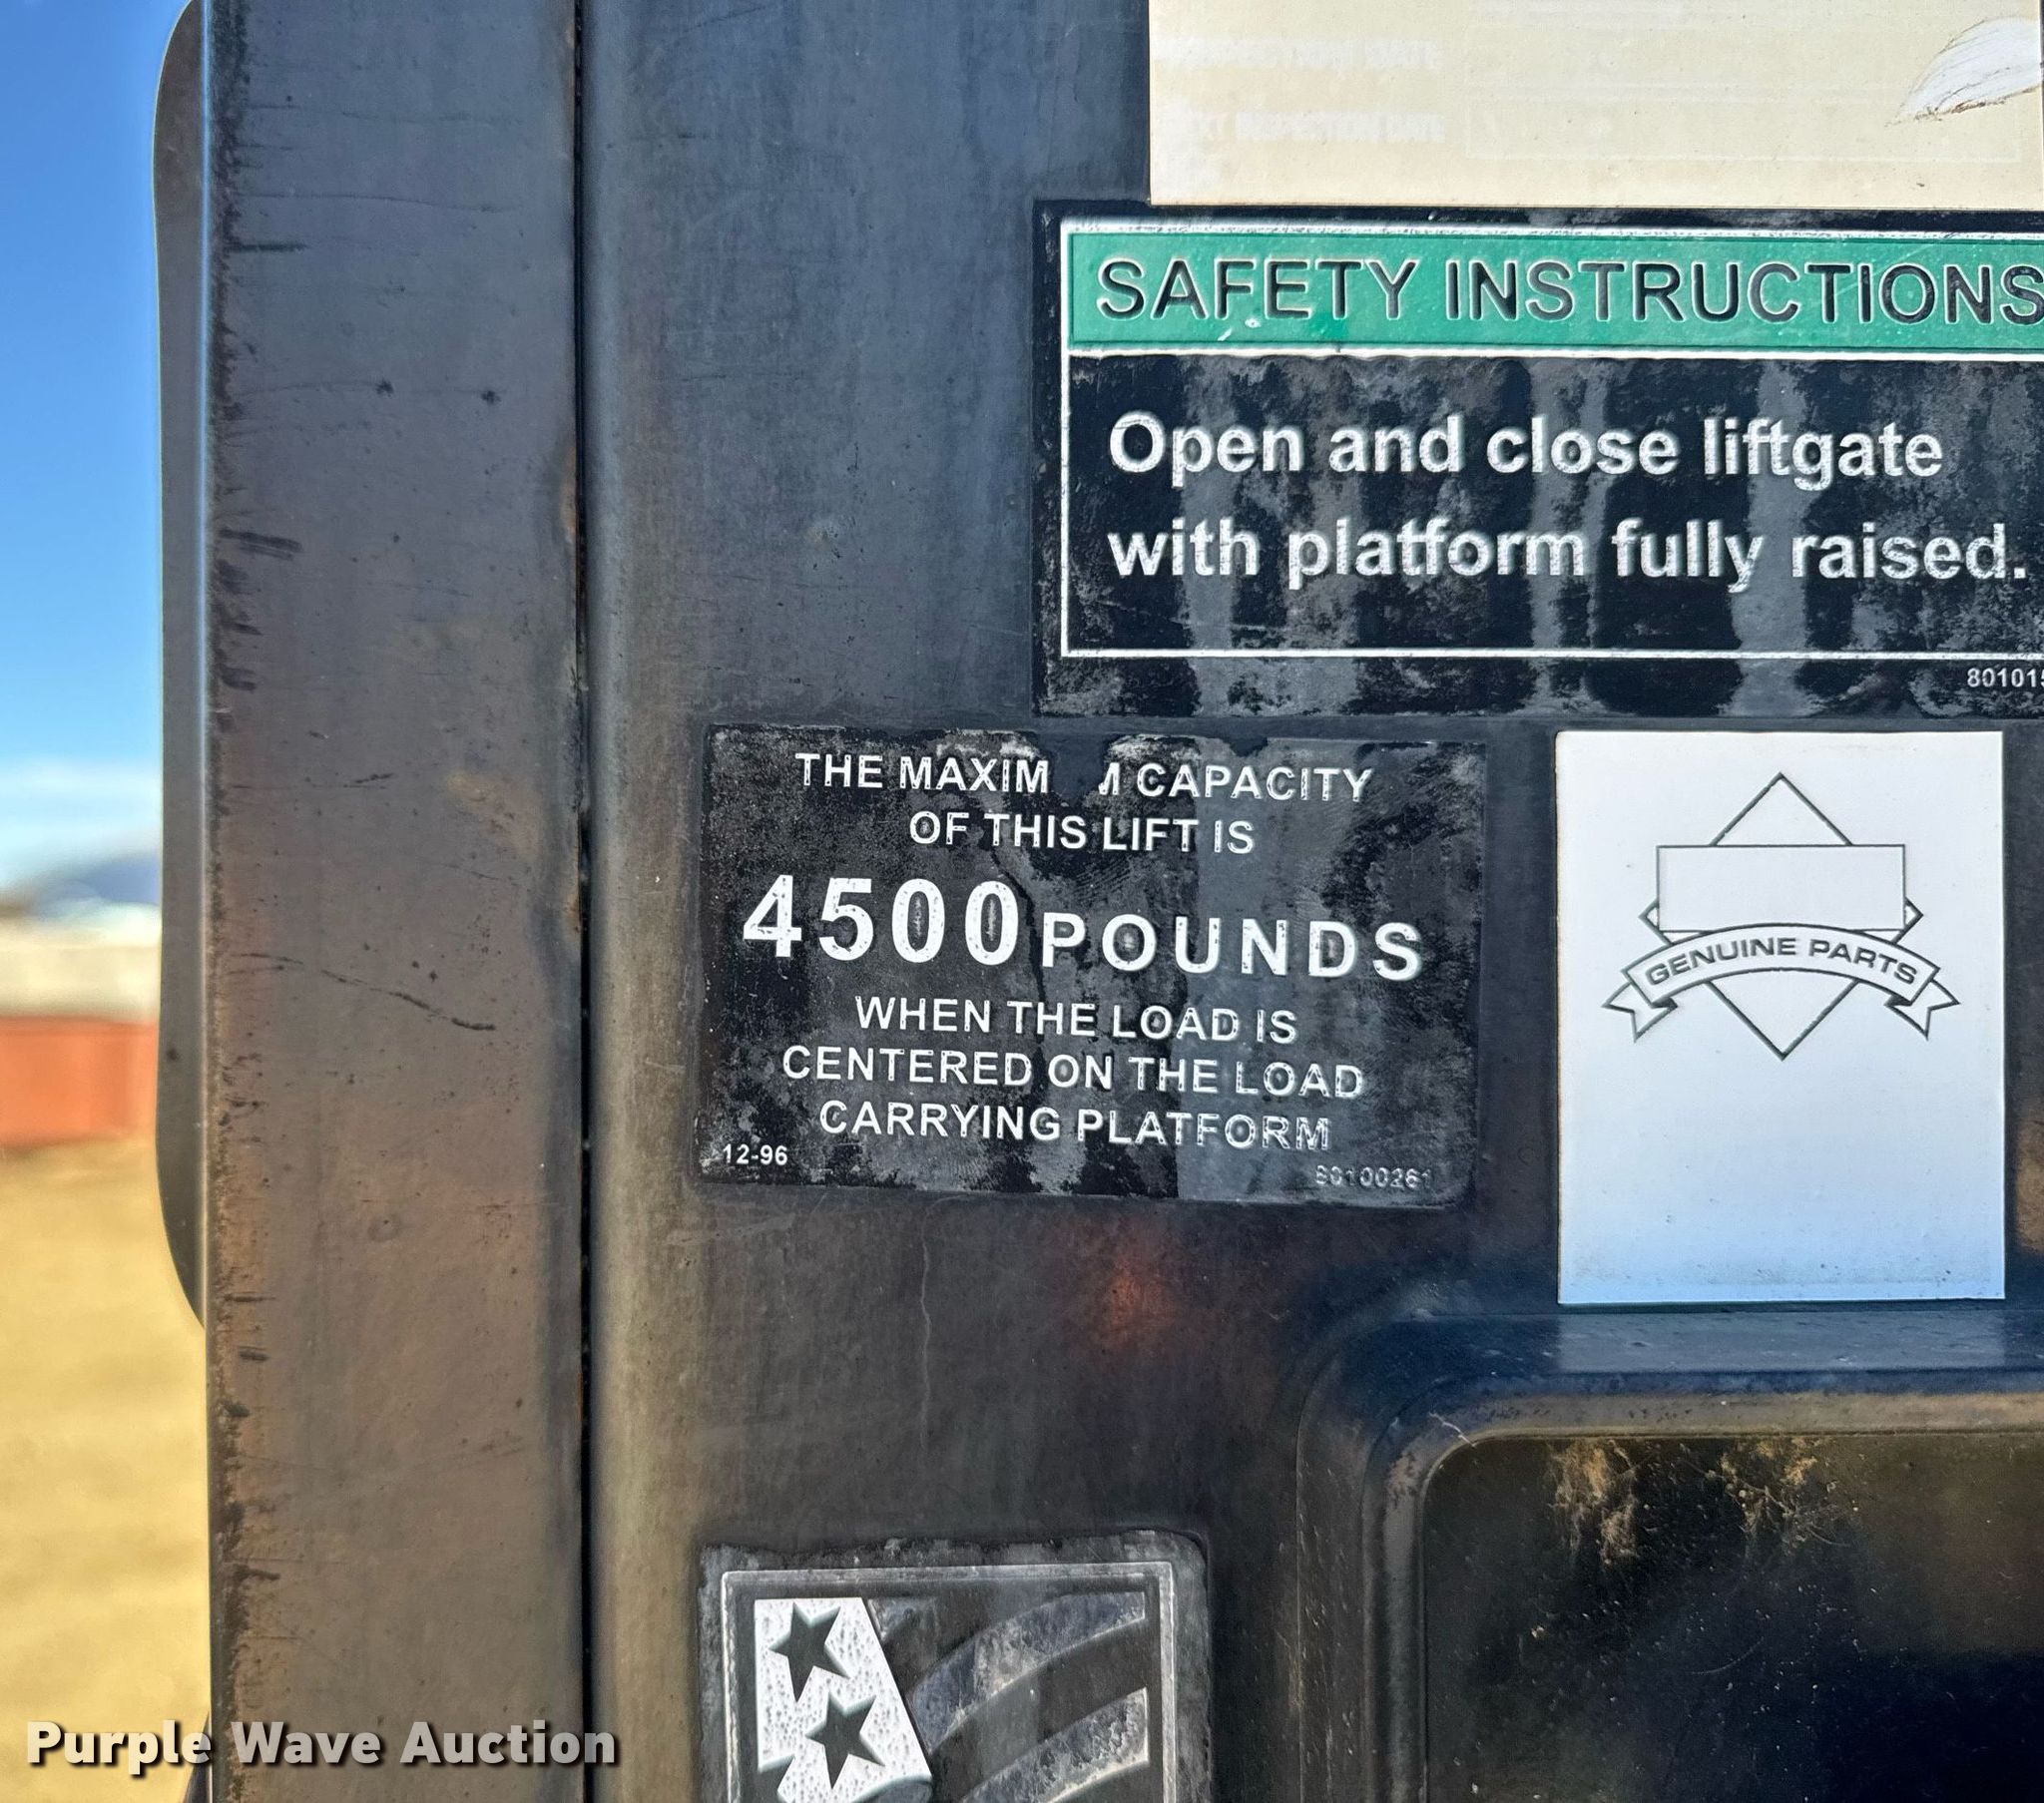 SAFETY INSTRUCTIONS
Open and close liftgate
with platform fully raised.
THE MAXIM M CAPACITY
OF THIS LIFT IS
4500 POUNDS
WHEN THE LOAD IS
CENTERED ON THE LOAD
CARRYING PLATFORM
12-96
80100261
GENUINE PARTS
Purple Wave Auction